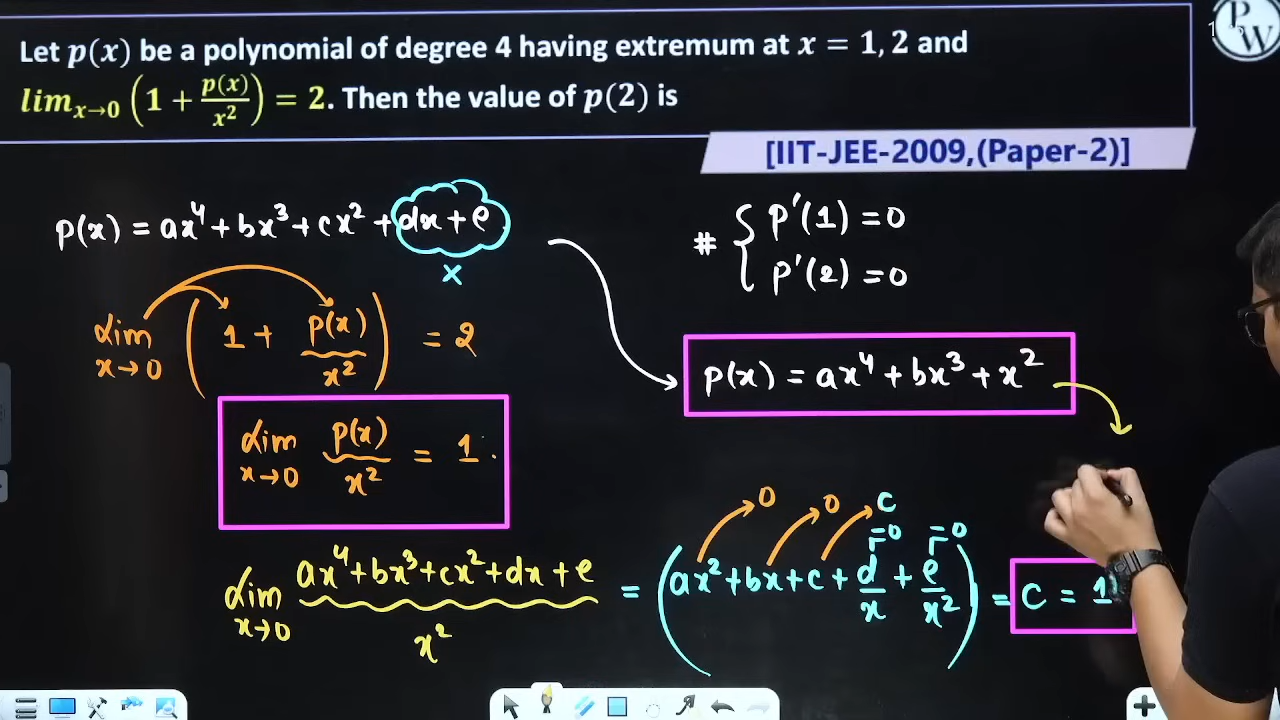 Let p(x) be a polynomial of degree 4 having extremum at x = 1, 2 and
lim_{x→0} (1 + p(x)/x²) = 2. Then the value of p(2) is
[IIT-JEE-2009,(Paper-2)]
PW
p(x) = ax⁴ + bx³ + cx² + dx + e
x
# { p'(1) = 0
p'(2) = 0
Lim_{x→0} (1 + p(x)/x²) = 2
p(x) = ax⁴ + bx³ + x²
Lim_{x→0} p(x)/x² = 1.
0 0 c =0 =0
Lim_{x→0} (ax⁴ + bx³ + cx² + dx + e)/x² = (ax² + bx + c + d/x + e/x²) = c = 1